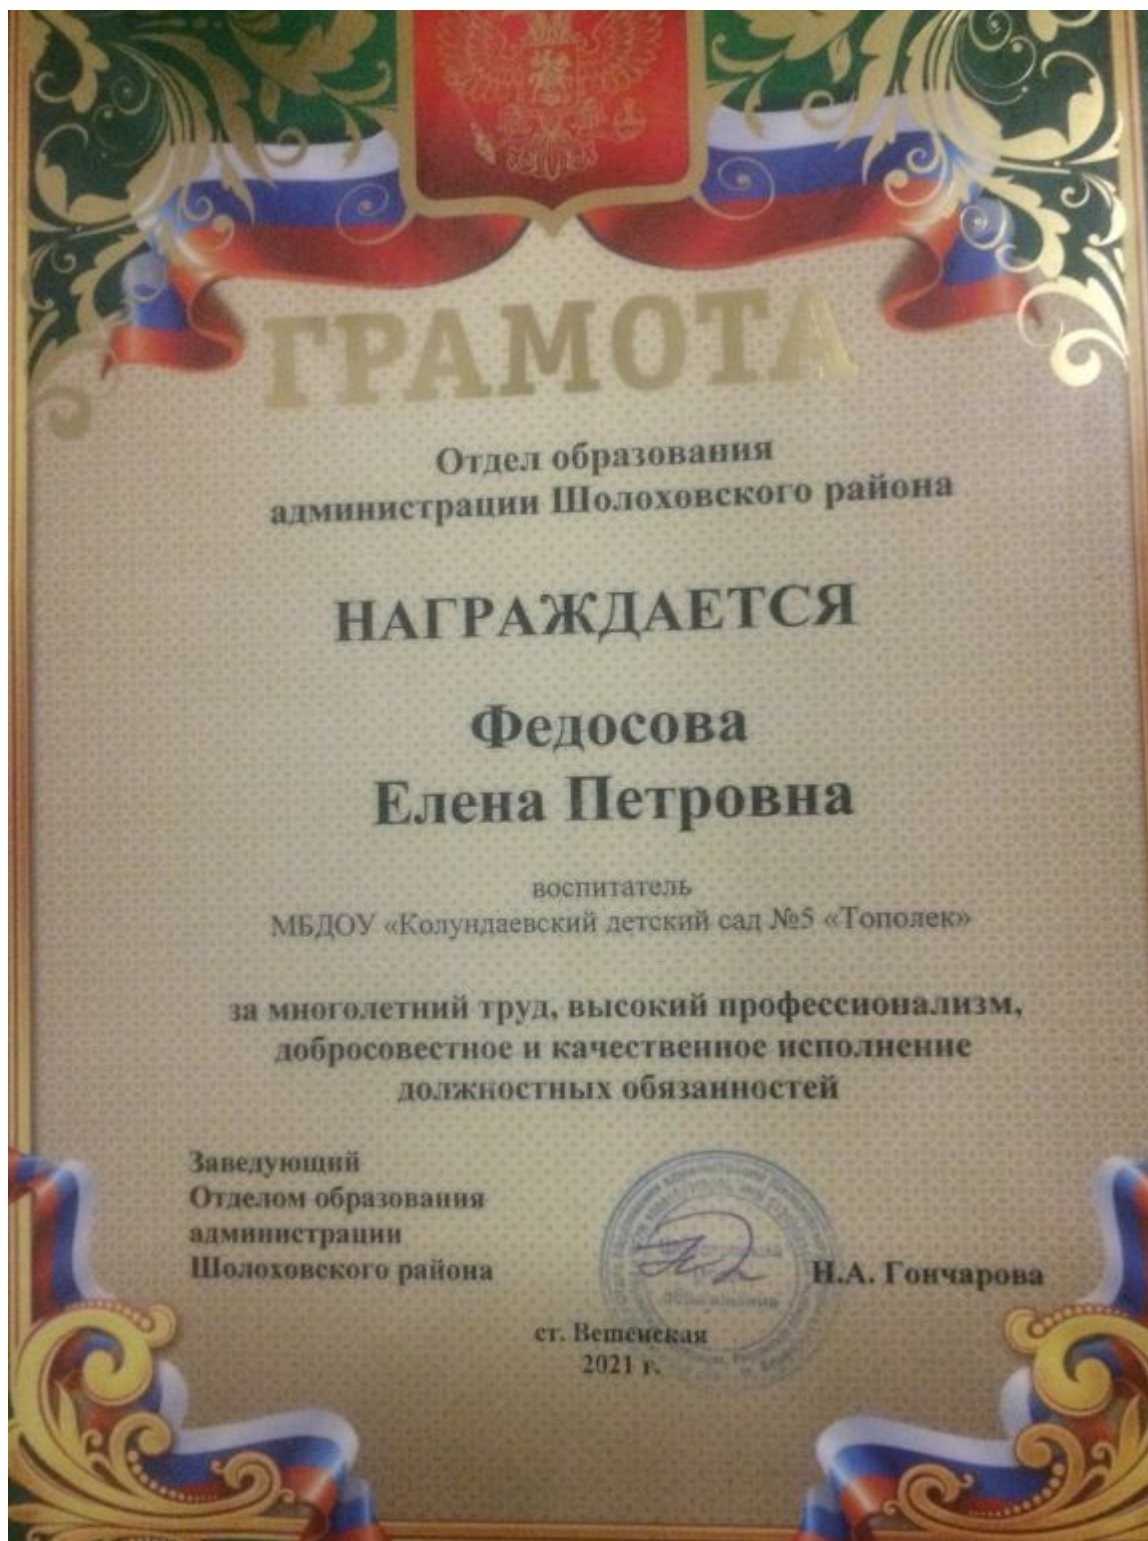 ГРАМОТА
Отдел образования
администрации Шолоховского района
НАГРАЖДАЕТСЯ
Федосова
Елена Петровна
воспитатель
МБДОУ «Колундаевский детский сад №5 «Тополек»
за многолетний труд, высокий профессионализм,
добросовестное и качественное исполнение
должностных обязанностей
Заведующий
Отделом образования
администрации
Шолоховского района
Н.А. Гончарова
ст. Вешенская
2021 г.